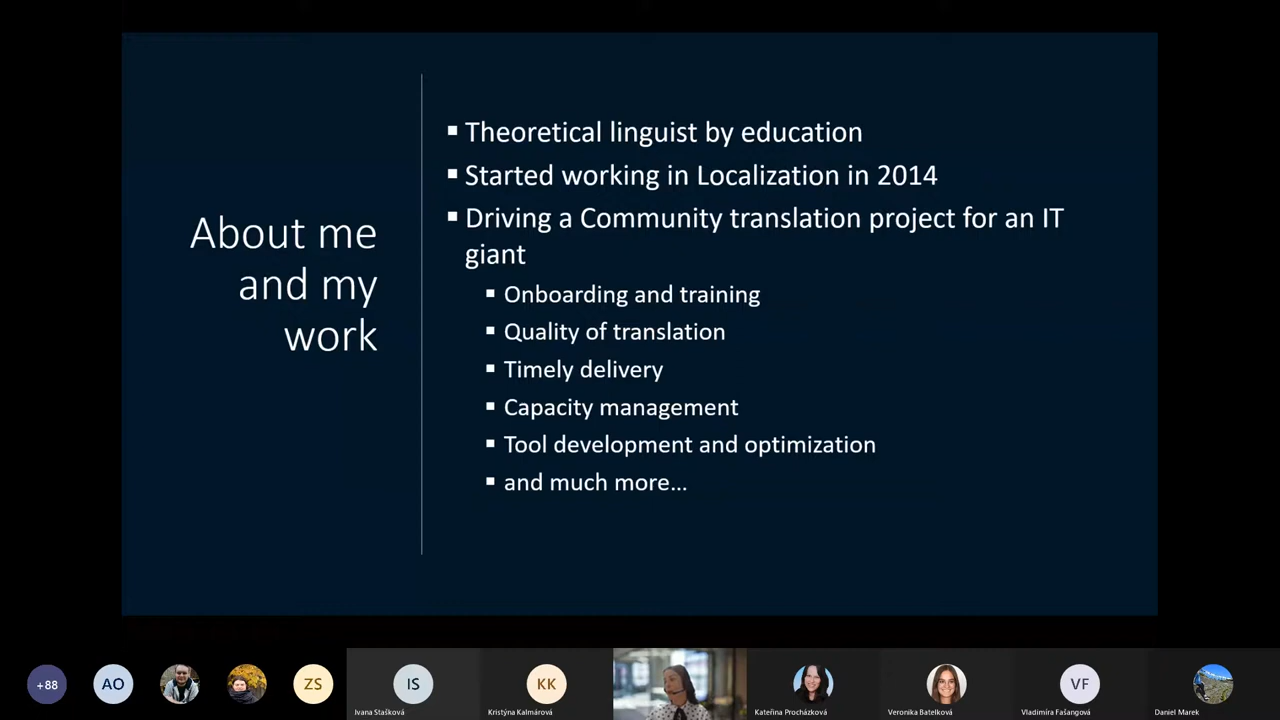 About me
and my
work
▪ Theoretical linguist by education
▪ Started working in Localization in 2014
▪ Driving a Community translation project for an IT
giant
▪ Onboarding and training
▪ Quality of translation
▪ Timely delivery
▪ Capacity management
▪ Tool development and optimization
▪ and much more…
+88
AO
ZS
IS
KK
VF
Ivana Stašková
Kristýna Kalmárová
Kateřina Procházková
Veronika Batelková
Vladimíra Fašangová
Daniel Marek